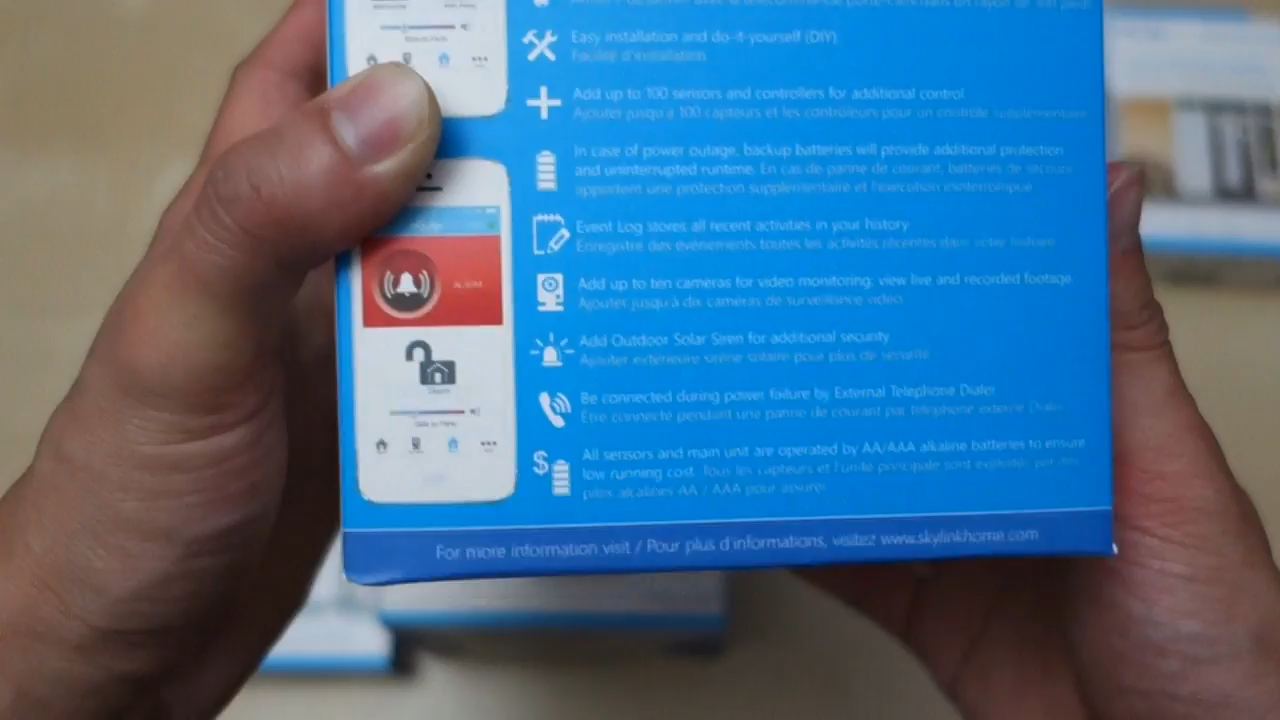 Easy installation and do-it-yourself (DIY)
Facilité d'installation
Add up to 100 sensors and controllers for additional control
Ajouter jusqu'à 100 capteurs et les contrôleurs pour un contrôle supplémentaire
In case of power outage, backup batteries will provide additional protection
and uninterrupted runtime. En cas de panne de courant, batteries de secours
apportent une protection supplémentaire et l'exécution ininterrompue
Event Log stores all recent activities in your history
Enregistre des événements toutes les activités récentes dans votre histoire
Add up to ten cameras for video monitoring: view live and recorded footage
Ajouter jusqu'à dix caméras de surveillance vidéo
ALARM
Add Outdoor Solar Siren for additional security
Ajouter extérieure sirène solaire pour plus de sécurité
Be connected during power failure by External Telephone Dialer
Être connecté pendant une panne de courant par téléphone externe Dialer
All sensors and main unit are operated by AA/AAA alkaline batteries to ensure
low running cost. Tous les capteurs et l'unité principale sont exploités par des
piles alcalines AA / AAA pour assurer
For more information visit / Pour plus d'informations, visitez www.skylinkhome.com